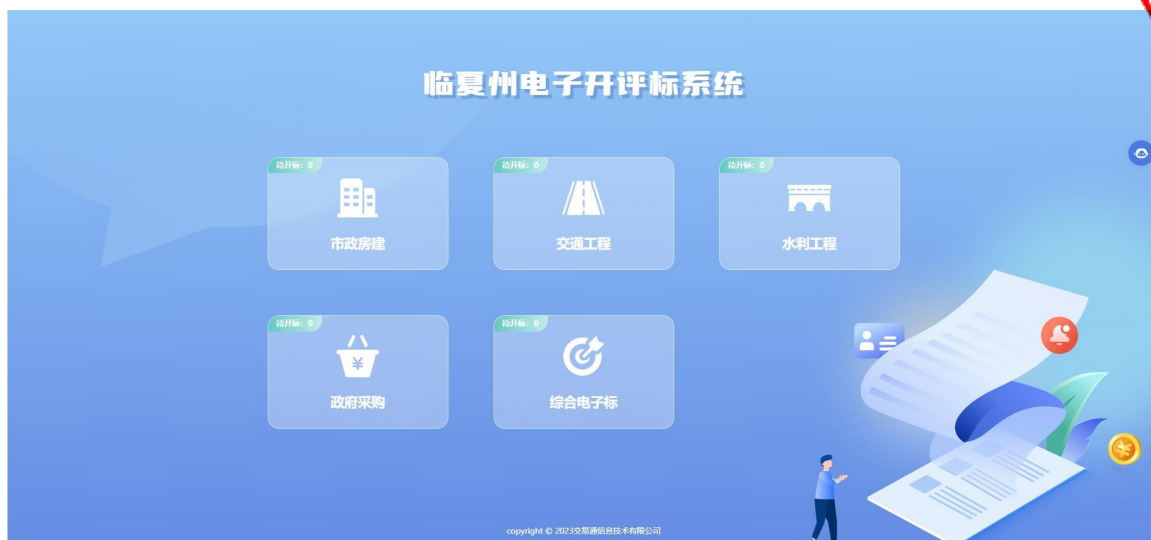 临夏州电子开评标系统
待开标：0
待开标：0
待开标：0
市政房建
交通工程
水利工程
待开标：0
待开标：0
¥
政府采购
综合电子标
¥
copyright © 2023交易通信息技术有限公司